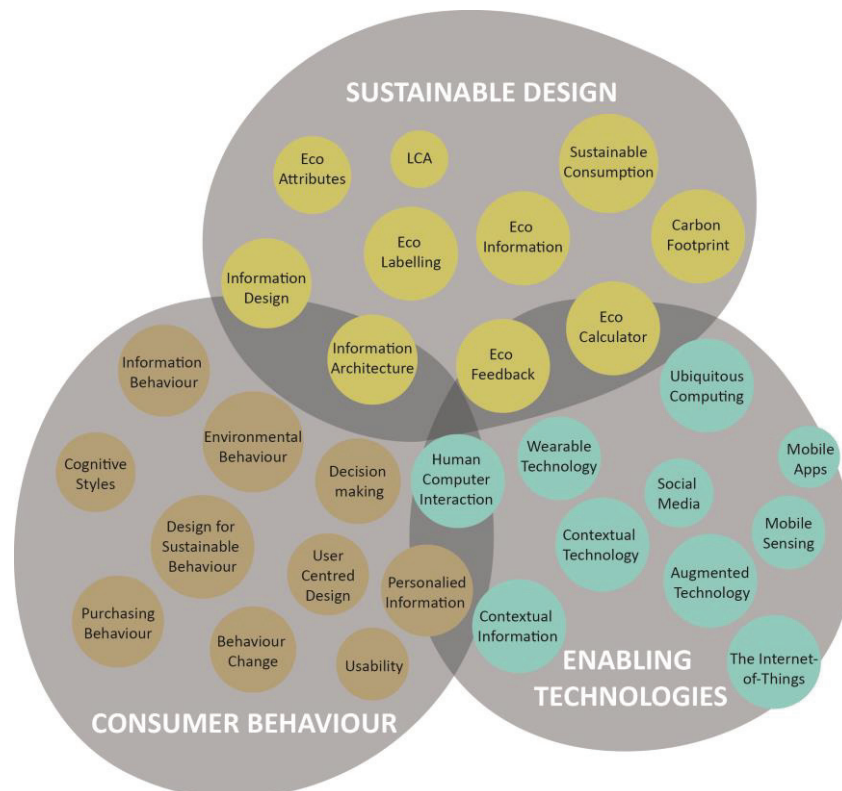 SUSTAINABLE DESIGN
Eco
Attributes
LCA
Sustainable
Consumption
Eco
Labelling
Eco
Information
Carbon
Footprint
Information
Design
Information
Architecture
Eco
Feedback
Eco
Calculator
Information
Behaviour
Environmental
Behaviour
Cognitive
Styles
Decision
making
Design for
Sustainable
Behaviour
User
Centred
Design
Personalied
Information
Purchasing
Behaviour
Behaviour
Change
Usability
CONSUMER BEHAVIOUR
Human
Computer
Interaction
Wearable
Technology
Ubiquitous
Computing
Mobile
Apps
Social
Media
Contextual
Technology
Mobile
Sensing
Augmented
Technology
Contextual
Information
The Internet-
of-Things
ENABLING
TECHNOLOGIES